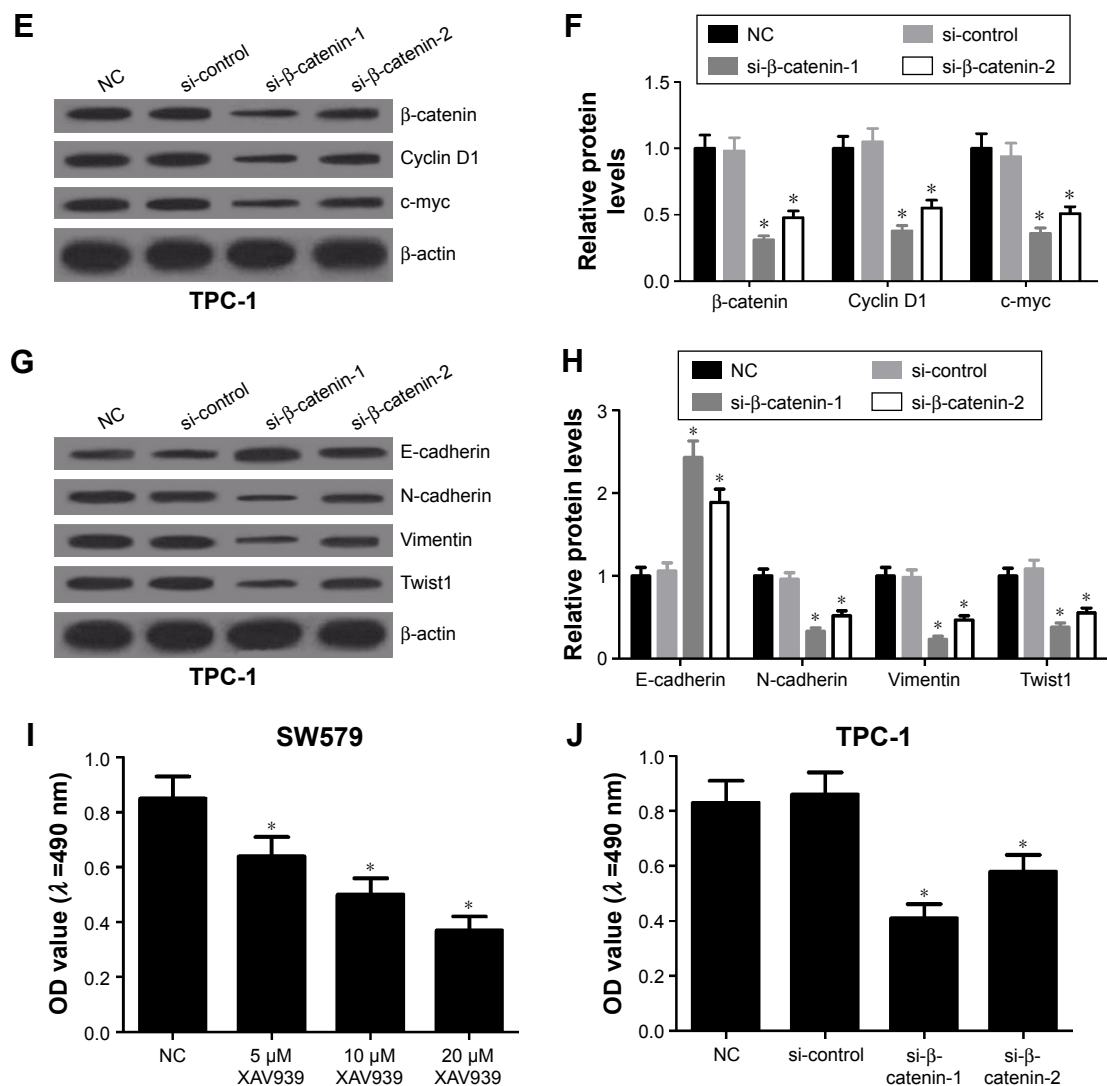 E
NC
si-control
si-β-catenin-1
si-β-catenin-2
β-catenin
Cyclin D1
c-myc
β-actin
TPC-1
F
NC
si-control
si-β-catenin-1
si-β-catenin-2
Relative protein
levels
1.5
1.0
0.5
0.0
* *
* *
* *
β-catenin
Cyclin D1
c-myc
G
NC
si-control
si-β-catenin-1
si-β-catenin-2
E-cadherin
N-cadherin
Vimentin
Twist1
β-actin
TPC-1
H
NC
si-control
si-β-catenin-1
si-β-catenin-2
Relative protein levels
3
2
1
0
* *
* *
* *
* *
E-cadherin
N-cadherin
Vimentin
Twist1
I
SW579
OD value (λ =490 nm)
1.0
0.8
0.6
0.4
0.2
0.0
*
*
*
NC
5 µM
XAV939
10 µM
XAV939
20 µM
XAV939
J
TPC-1
OD value (λ =490 nm)
1.0
0.8
0.6
0.4
0.2
0.0
*
*
NC
si-control
si-β-
catenin-1
si-β-
catenin-2